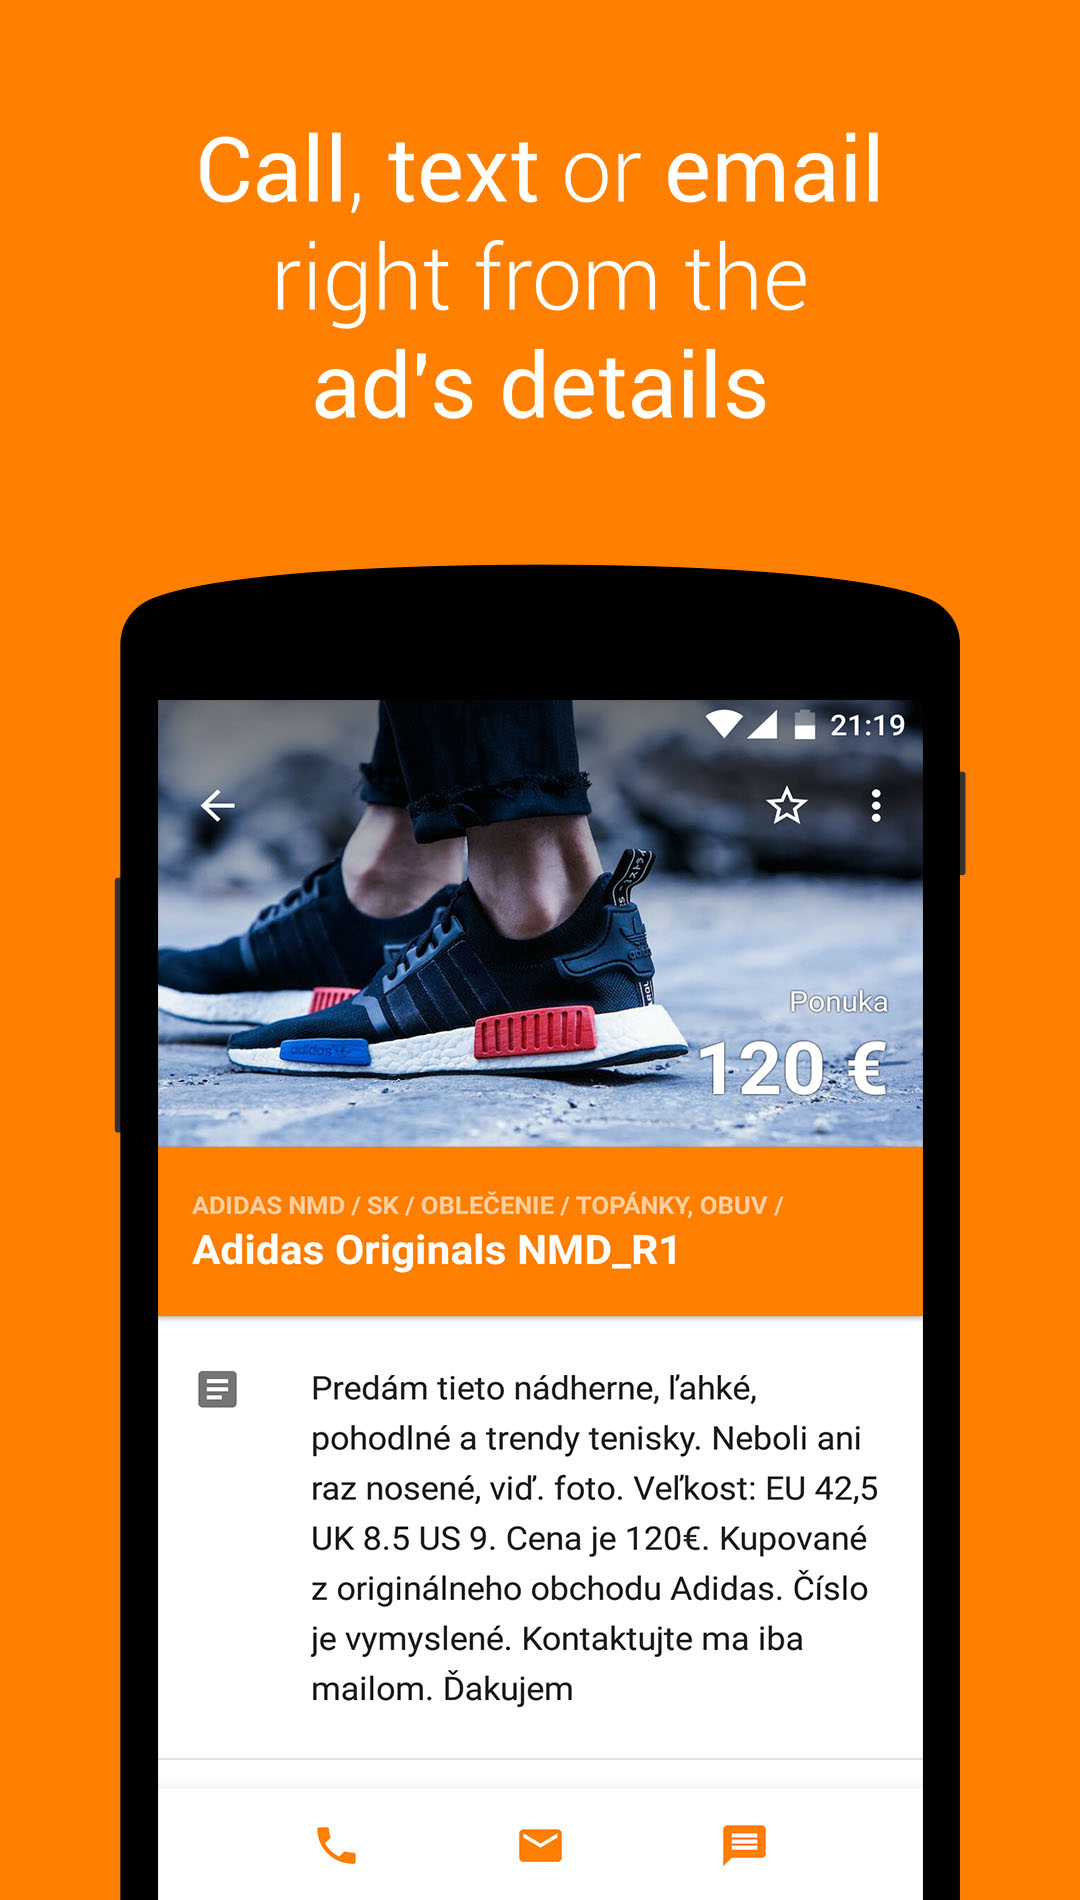 Call, text or email
right from the
ad's details
21:19
Ponuka
120 €
adidas
ADIDAS NMD / SK / OBLEČENIE / TOPÁNKY, OBUV /
Adidas Originals NMD_R1
Predám tieto nádherne, ľahké,
pohodlné a trendy tenisky. Neboli ani
raz nosené, viď. foto. Veľkost: EU 42,5
UK 8.5 US 9. Cena je 120€. Kupované
z originálneho obchodu Adidas. Číslo
je vymyslené. Kontaktujte ma iba
mailom. Ďakujem